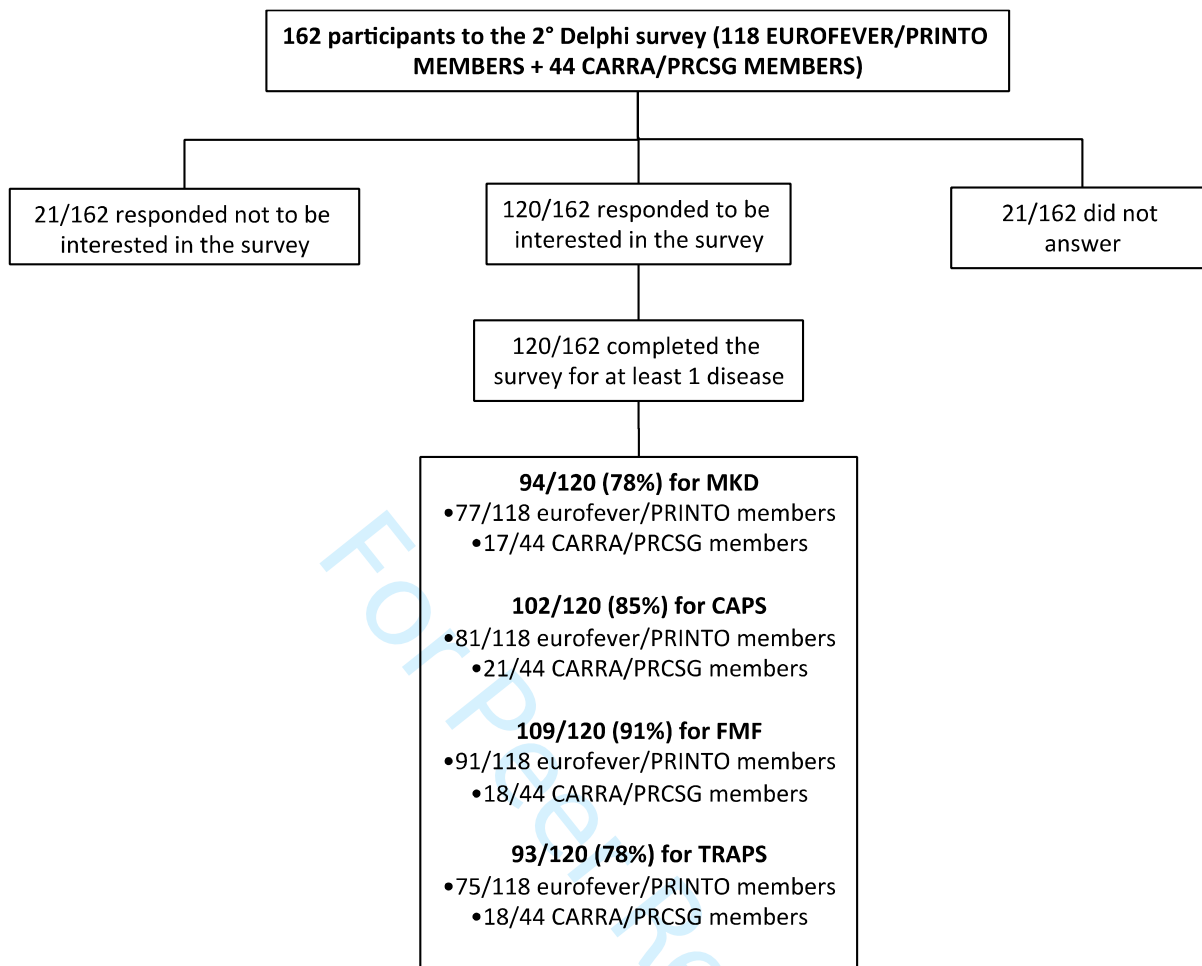 162 participants to the 2° Delphi survey (118 EUROFEVER/PRINTO
MEMBERS + 44 CARRA/PRCSG MEMBERS)
21/162 responded not to be
interested in the survey
120/162 responded to be
interested in the survey
21/162 did not
answer
120/162 completed the
survey for at least 1 disease
94/120 (78%) for MKD
•77/118 eurofever/PRINTO members
•17/44 CARRA/PRCSG members
102/120 (85%) for CAPS
•81/118 eurofever/PRINTO members
•21/44 CARRA/PRCSG members
109/120 (91%) for FMF
•91/118 eurofever/PRINTO members
•18/44 CARRA/PRCSG members
93/120 (78%) for TRAPS
•75/118 eurofever/PRINTO members
•18/44 CARRA/PRCSG members
For Peer Re